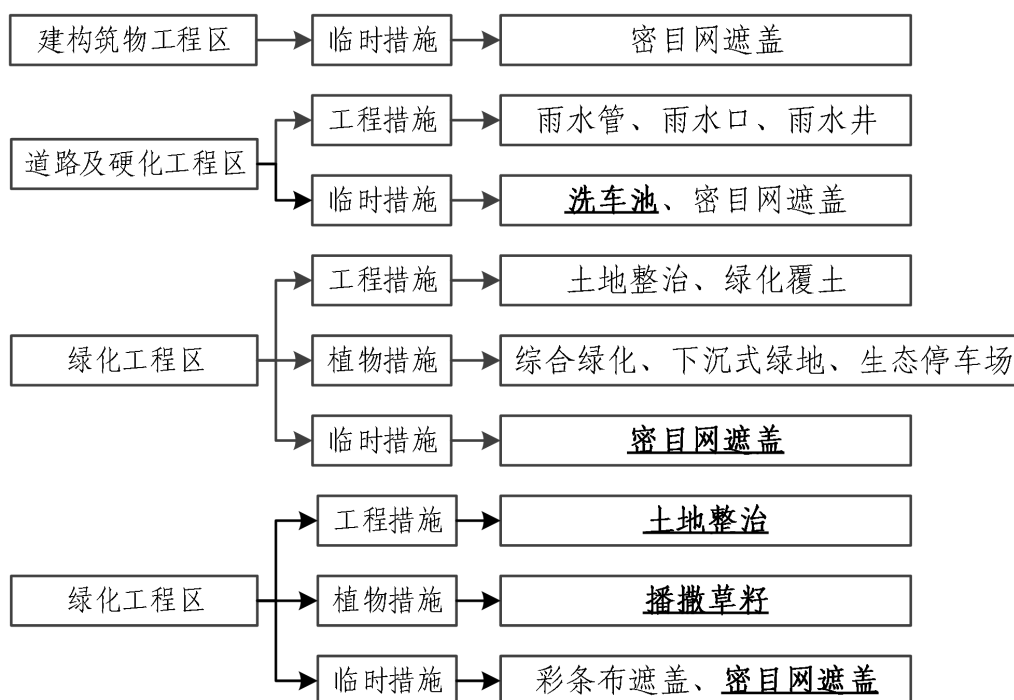 建构筑物工程区 临时措施 密目网遮盖
工程措施 雨水管、雨水口、雨水井
道路及硬化工程区
临时措施 洗车池、密目网遮盖
工程措施 土地整治、绿化覆土
绿化工程区 植物措施 综合绿化、下沉式绿地、生态停车场
临时措施 密目网遮盖
工程措施 土地整治
绿化工程区 植物措施 播撒草籽
临时措施 彩条布遮盖、密目网遮盖